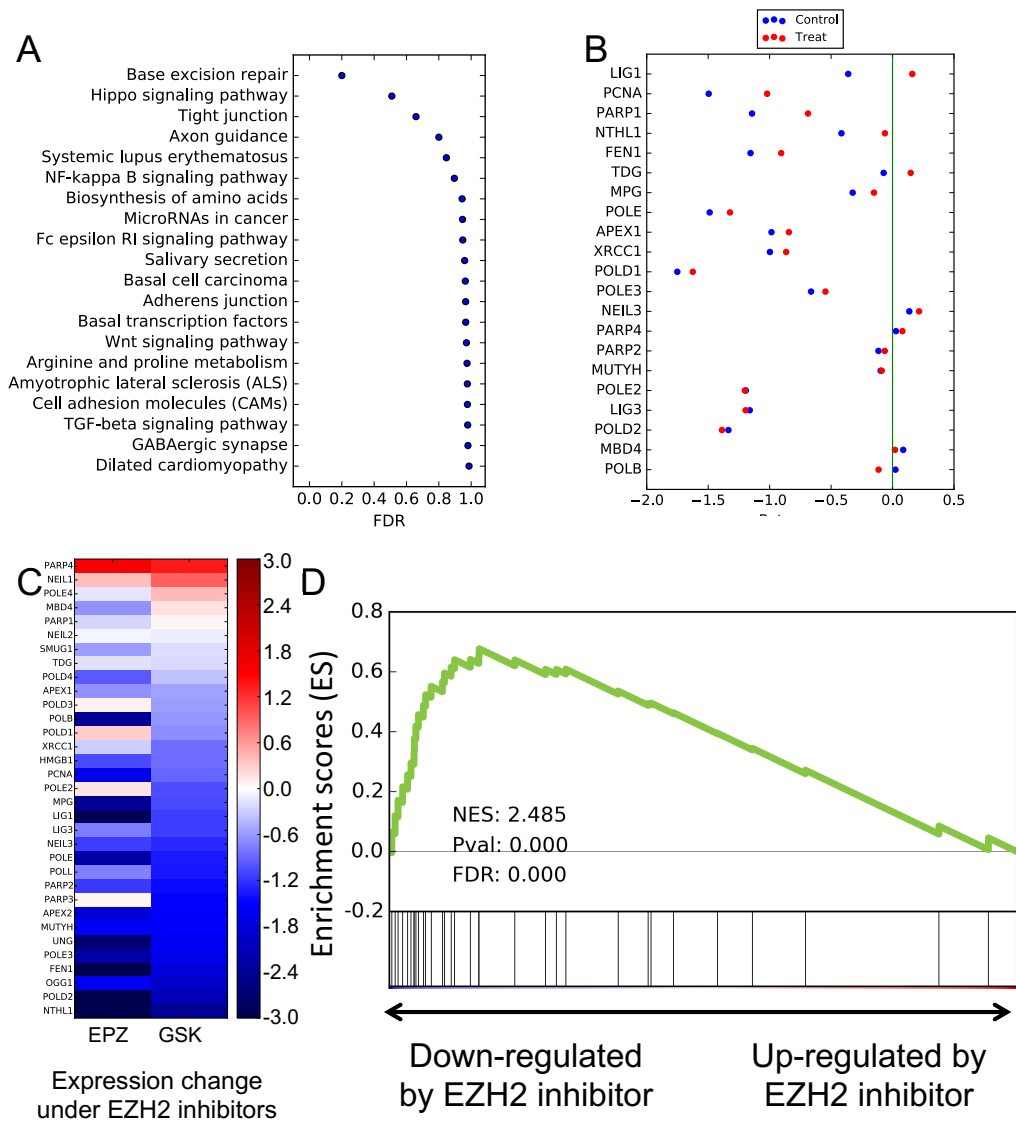 A
Base excision repair
Hippo signaling pathway
Tight junction
Axon guidance
Systemic lupus erythematosus
NF-kappa B signaling pathway
Biosynthesis of amino acids
MicroRNAs in cancer
Fc epsilon RI signaling pathway
Salivary secretion
Basal cell carcinoma
Adherens junction
Basal transcription factors
Wnt signaling pathway
Arginine and proline metabolism
Amyotrophic lateral sclerosis (ALS)
Cell adhesion molecules (CAMs)
TGF-beta signaling pathway
GABAergic synapse
Dilated cardiomyopathy
0.0 0.2 0.4 0.6 0.8 1.0
FDR
B
Control
Treat
LIG1
PCNA
PARP1
NTHL1
FEN1
TDG
MPG
POLE
APEX1
XRCC1
POLD1
POLE3
NEIL3
PARP4
PARP2
MUTYH
POLE2
LIG3
POLD2
MBD4
POLB
−2.0 −1.5 −1.0 −0.5 0.0 0.5
C
PARP4
NEIL1
POLE4
MBD4
PARP1
NEIL2
SMUG1
TDG
POLD4
APEX1
POLD3
POLB
POLD1
XRCC1
HMGB1
PCNA
POLE2
MPG
LIG1
LIG3
NEIL3
POLE
POLL
PARP2
PARP3
APEX2
MUTYH
UNG
POLE3
FEN1
OGG1
POLD2
NTHL1
EPZ GSK
3.0
2.4
1.8
1.2
0.6
0.0
-0.6
-1.2
-1.8
-2.4
-3.0
Expression change
under EZH2 inhibitors
D
Enrichment scores (ES)
0.8
0.6
0.4
0.2
0.0
-0.2
NES: 2.485
Pval: 0.000
FDR: 0.000
Down-regulated
by EZH2 inhibitor
Up-regulated by
EZH2 inhibitor